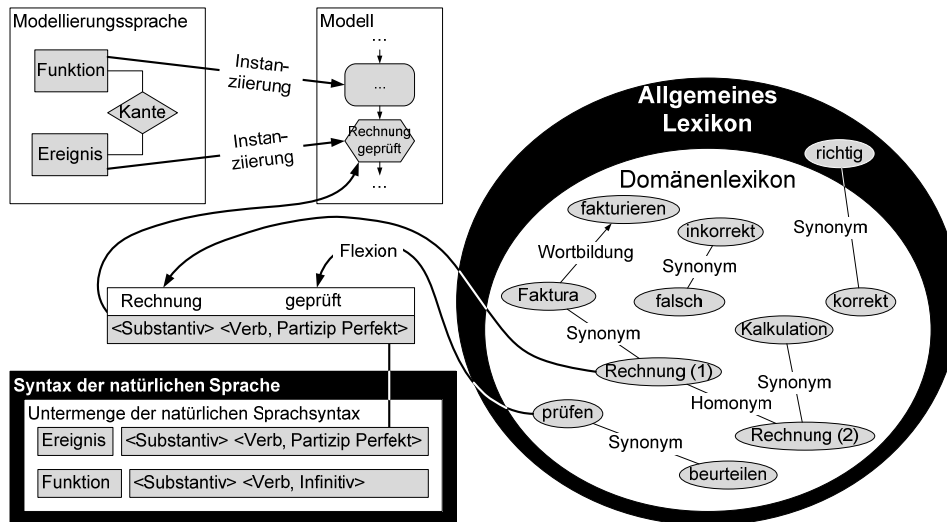 Modellierungssprache
Funktion
Kante
Ereignis
Instan-
ziierung
Instan-
ziierung
Modell
...
...
Rechnung
geprüft
...
Flexion
Rechnung geprüft
<Substantiv> <Verb, Partizip Perfekt>
Syntax der natürlichen Sprache
Untermenge der natürlichen Sprachsyntax
Ereignis <Substantiv> <Verb, Partizip Perfekt>
Funktion <Substantiv> <Verb, Infinitiv>
Allgemeines
Lexikon
richtig
Domänenlexikon
fakturieren
inkorrekt
Synonym
Wortbildung
Synonym
Faktura
falsch
korrekt
Kalkulation
Synonym
Rechnung (1)
Synonym
Homonym
prüfen
Rechnung (2)
Synonym
beurteilen